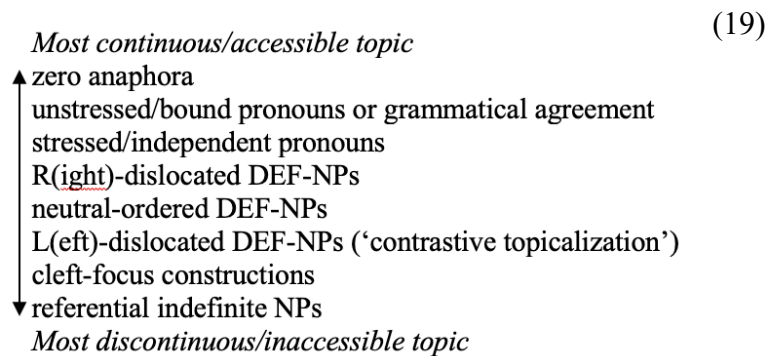 (19)
Most continuous/accessible topic
zero anaphora
unstressed/bound pronouns or grammatical agreement
stressed/independent pronouns
R(ight)-dislocated DEF-NPs
neutral-ordered DEF-NPs
L(eft)-dislocated DEF-NPs (‘contrastive topicalization’)
cleft-focus constructions
referential indefinite NPs
Most discontinuous/inaccessible topic